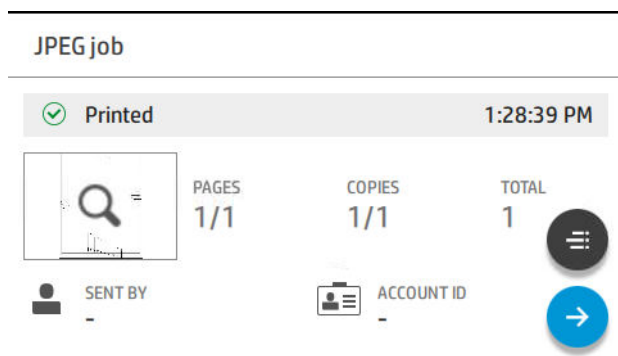 JPEG job
Printed 1:28:39 PM
PAGES COPIES TOTAL
1/1 1/1 1
SENT BY ACCOUNT ID
- -